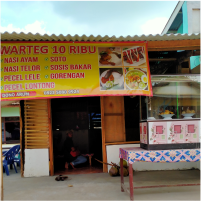 WARTEG 10 RIBU
- NASI AYAM - SOTO
- NASI TELOR - SOSIS BAKAR
- PECEL LELE - GORENGAN
- PECEL LONTONG